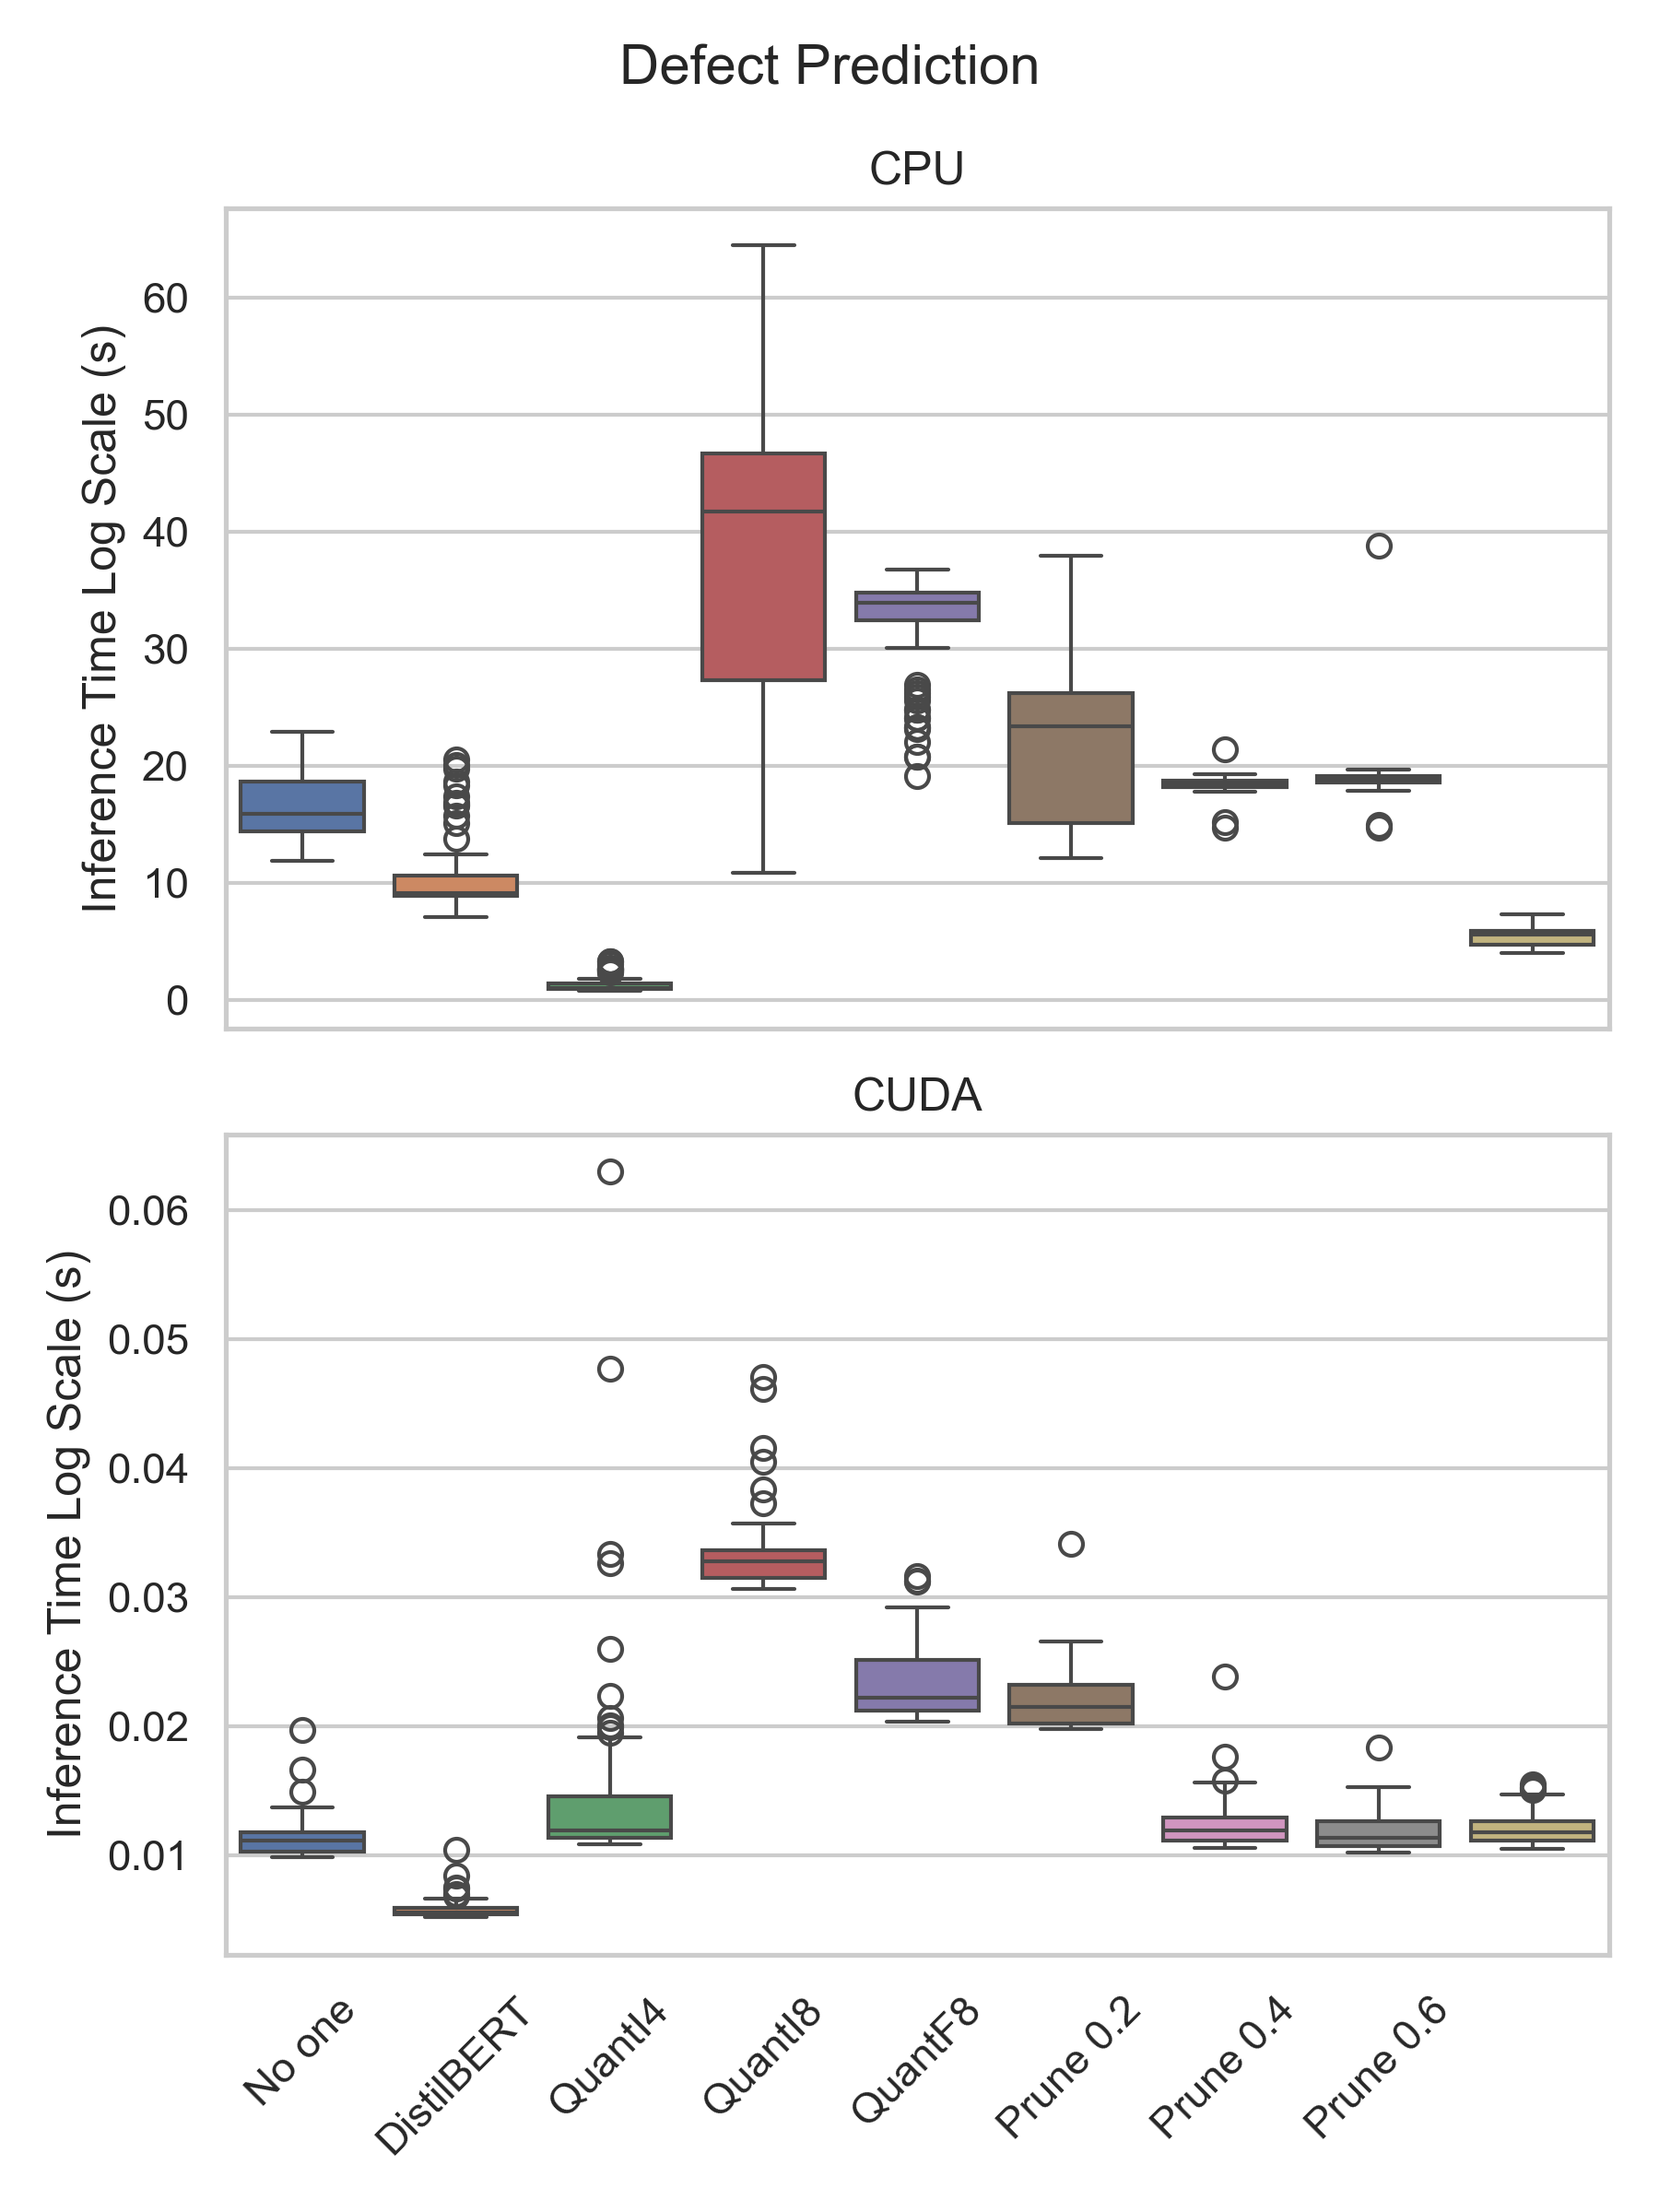 Defect Prediction
CPU
Inference Time Log Scale (s)
60
50
40
30
20
10
0
CUDA
Inference Time Log Scale (s)
0.06
0.05
0.04
0.03
0.02
0.01
No one
DistilBERT
QuantI4
QuantI8
QuantF8
Prune 0.2
Prune 0.4
Prune 0.6